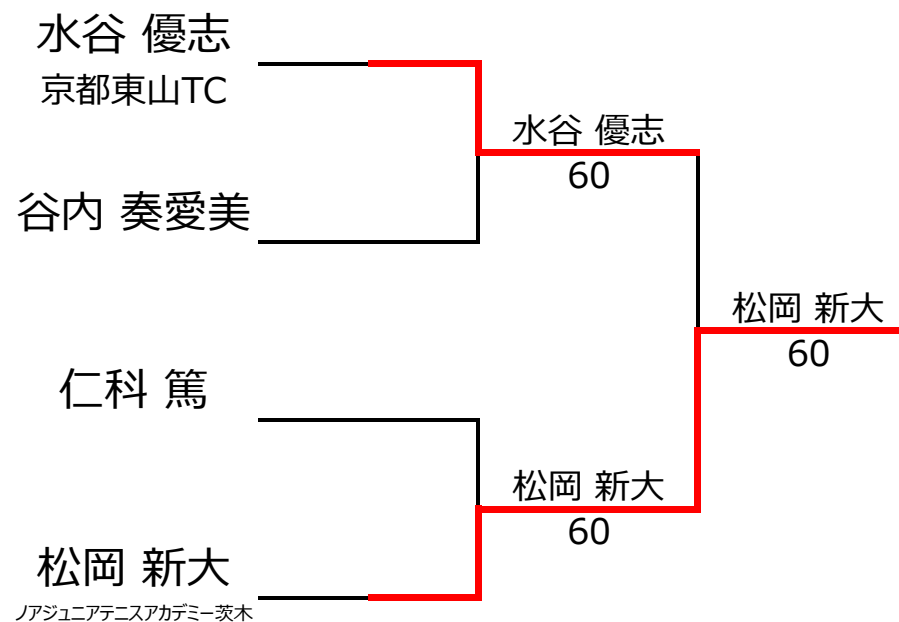 水谷 優志
京都東山TC
水谷 優志
60
谷内 奏愛美
松岡 新大
60
仁科 篤
松岡 新大
60
松岡 新大
ノアジュニアテニスアカデミー茨木